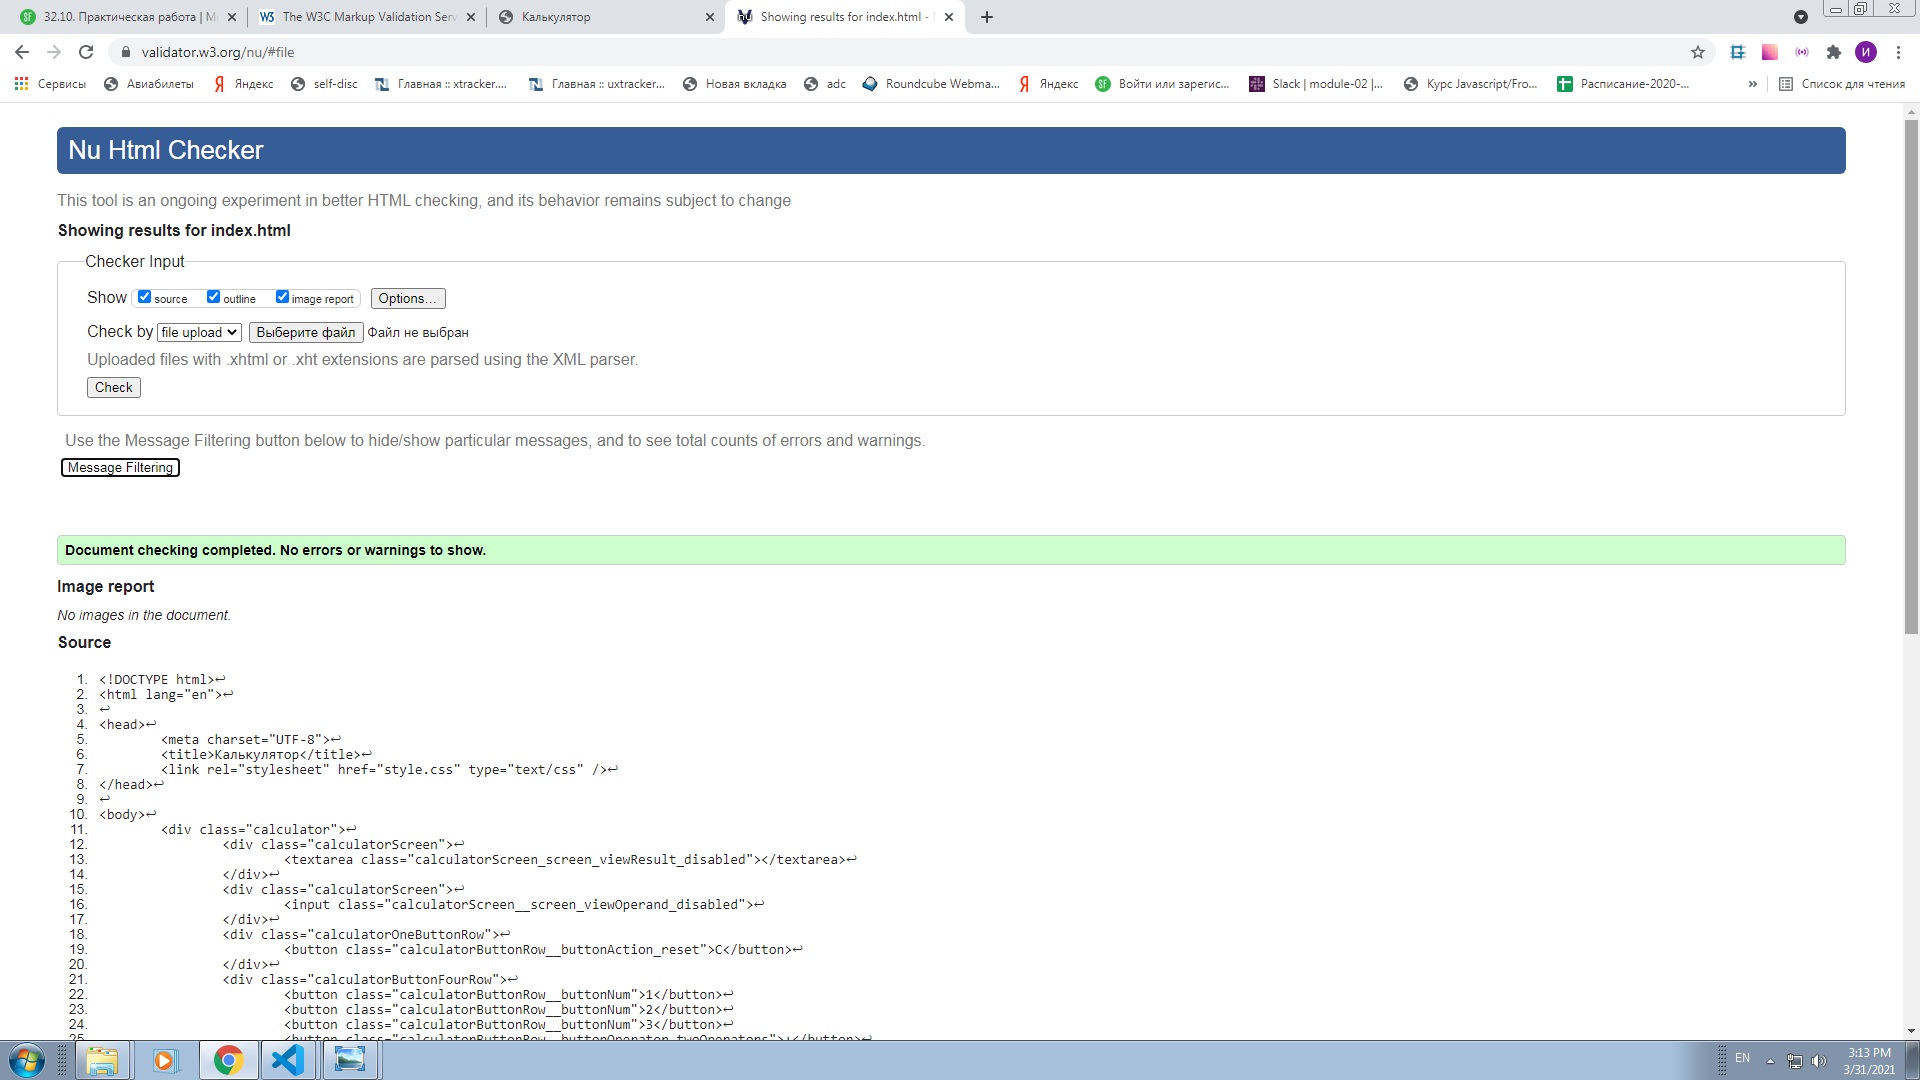 32.10. Практическая работа | М
The W3C Markup Validation Serv
Калькулятор
Showing results for index.html -
validator.w3.org/nu/#file
И
Сервисы
Авиабилеты
Яндекс
self-disc
Главная :: xtracker....
Главная :: uxtracker...
Новая вкладка
adc
Roundcube Webma...
Яндекс
Войти или зарегис...
Slack | module-02 |...
Курс Javascript/Fro...
Расписание-2020-...
»
Список для чтения
Nu Html Checker
This tool is an ongoing experiment in better HTML checking, and its behavior remains subject to change
Showing results for index.html
Checker Input
Show source outline image report Options...
Check by file upload Выберите файл Файл не выбран
Uploaded files with .xhtml or .xht extensions are parsed using the XML parser.
Check
Use the Message Filtering button below to hide/show particular messages, and to see total counts of errors and warnings.
Message Filtering
Document checking completed. No errors or warnings to show.
Image report
No images in the document.
Source
1. <!DOCTYPE html>↩
2. <html lang="en">↩
3. ↩
4. <head>↩
5. <meta charset="UTF-8">↩
6. <title>Калькулятор</title>↩
7. <link rel="stylesheet" href="style.css" type="text/css" />↩
8. </head>↩
9. ↩
10. <body>↩
11. <div class="calculator">↩
12. <div class="calculatorScreen">↩
13. <textarea class="calculatorScreen_screen_viewResult_disabled"></textarea>↩
14. </div>↩
15. <div class="calculatorScreen">↩
16. <input class="calculatorScreen__screen_viewOperand_disabled">↩
17. </div>↩
18. <div class="calculatorOneButtonRow">↩
19. <button class="calculatorButtonRow__buttonAction_reset">C</button>↩
20. </div>↩
21. <div class="calculatorButtonFourRow">↩
22. <button class="calculatorButtonRow__buttonNum">1</button>↩
23. <button class="calculatorButtonRow__buttonNum">2</button>↩
24. <button class="calculatorButtonRow__buttonNum">3</button>↩
EN
3:13 PM
3/31/2021